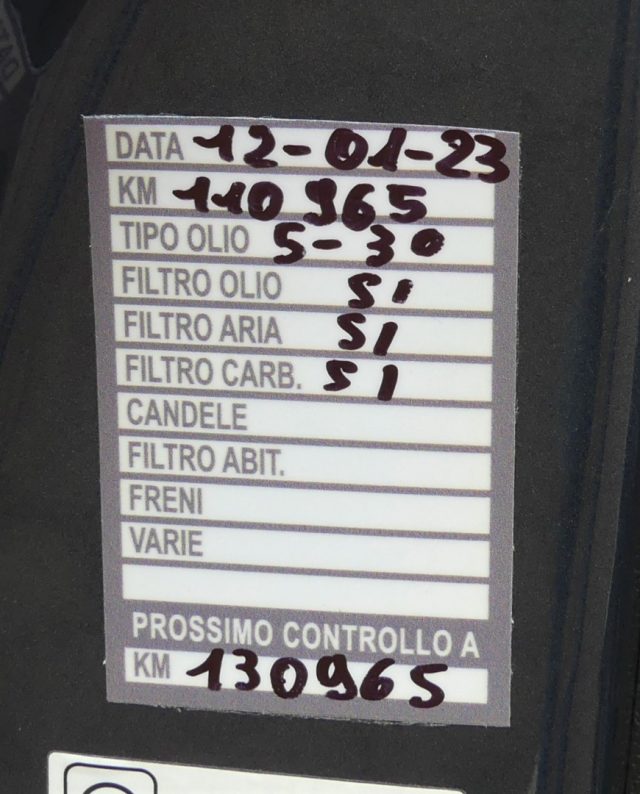 DATA 12-01-23
KM 110965
TIPO OLIO 5-30
FILTRO OLIO SI
FILTRO ARIA SI
FILTRO CARB. SI
CANDELE
FILTRO ABIT.
FRENI
VARIE
PROSSIMO CONTROLLO A
KM 130965